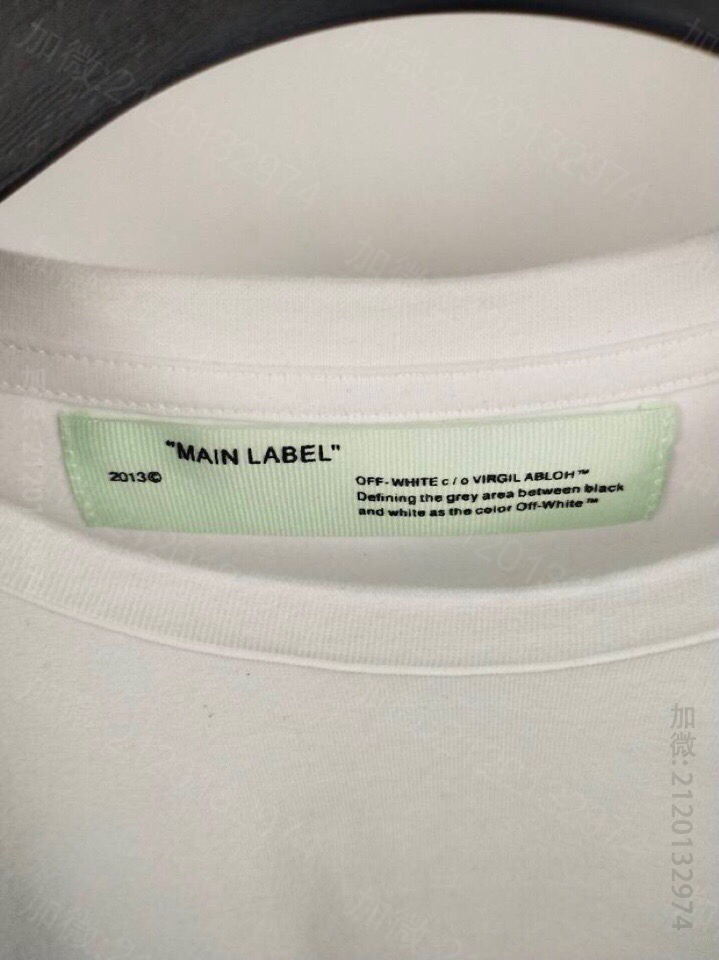 "MAIN LABEL"
2013©
OFF-WHITE c/o VIRGIL ABLOH™
Defining the grey area between black
and white as the color Off-White™
加微:2120132974